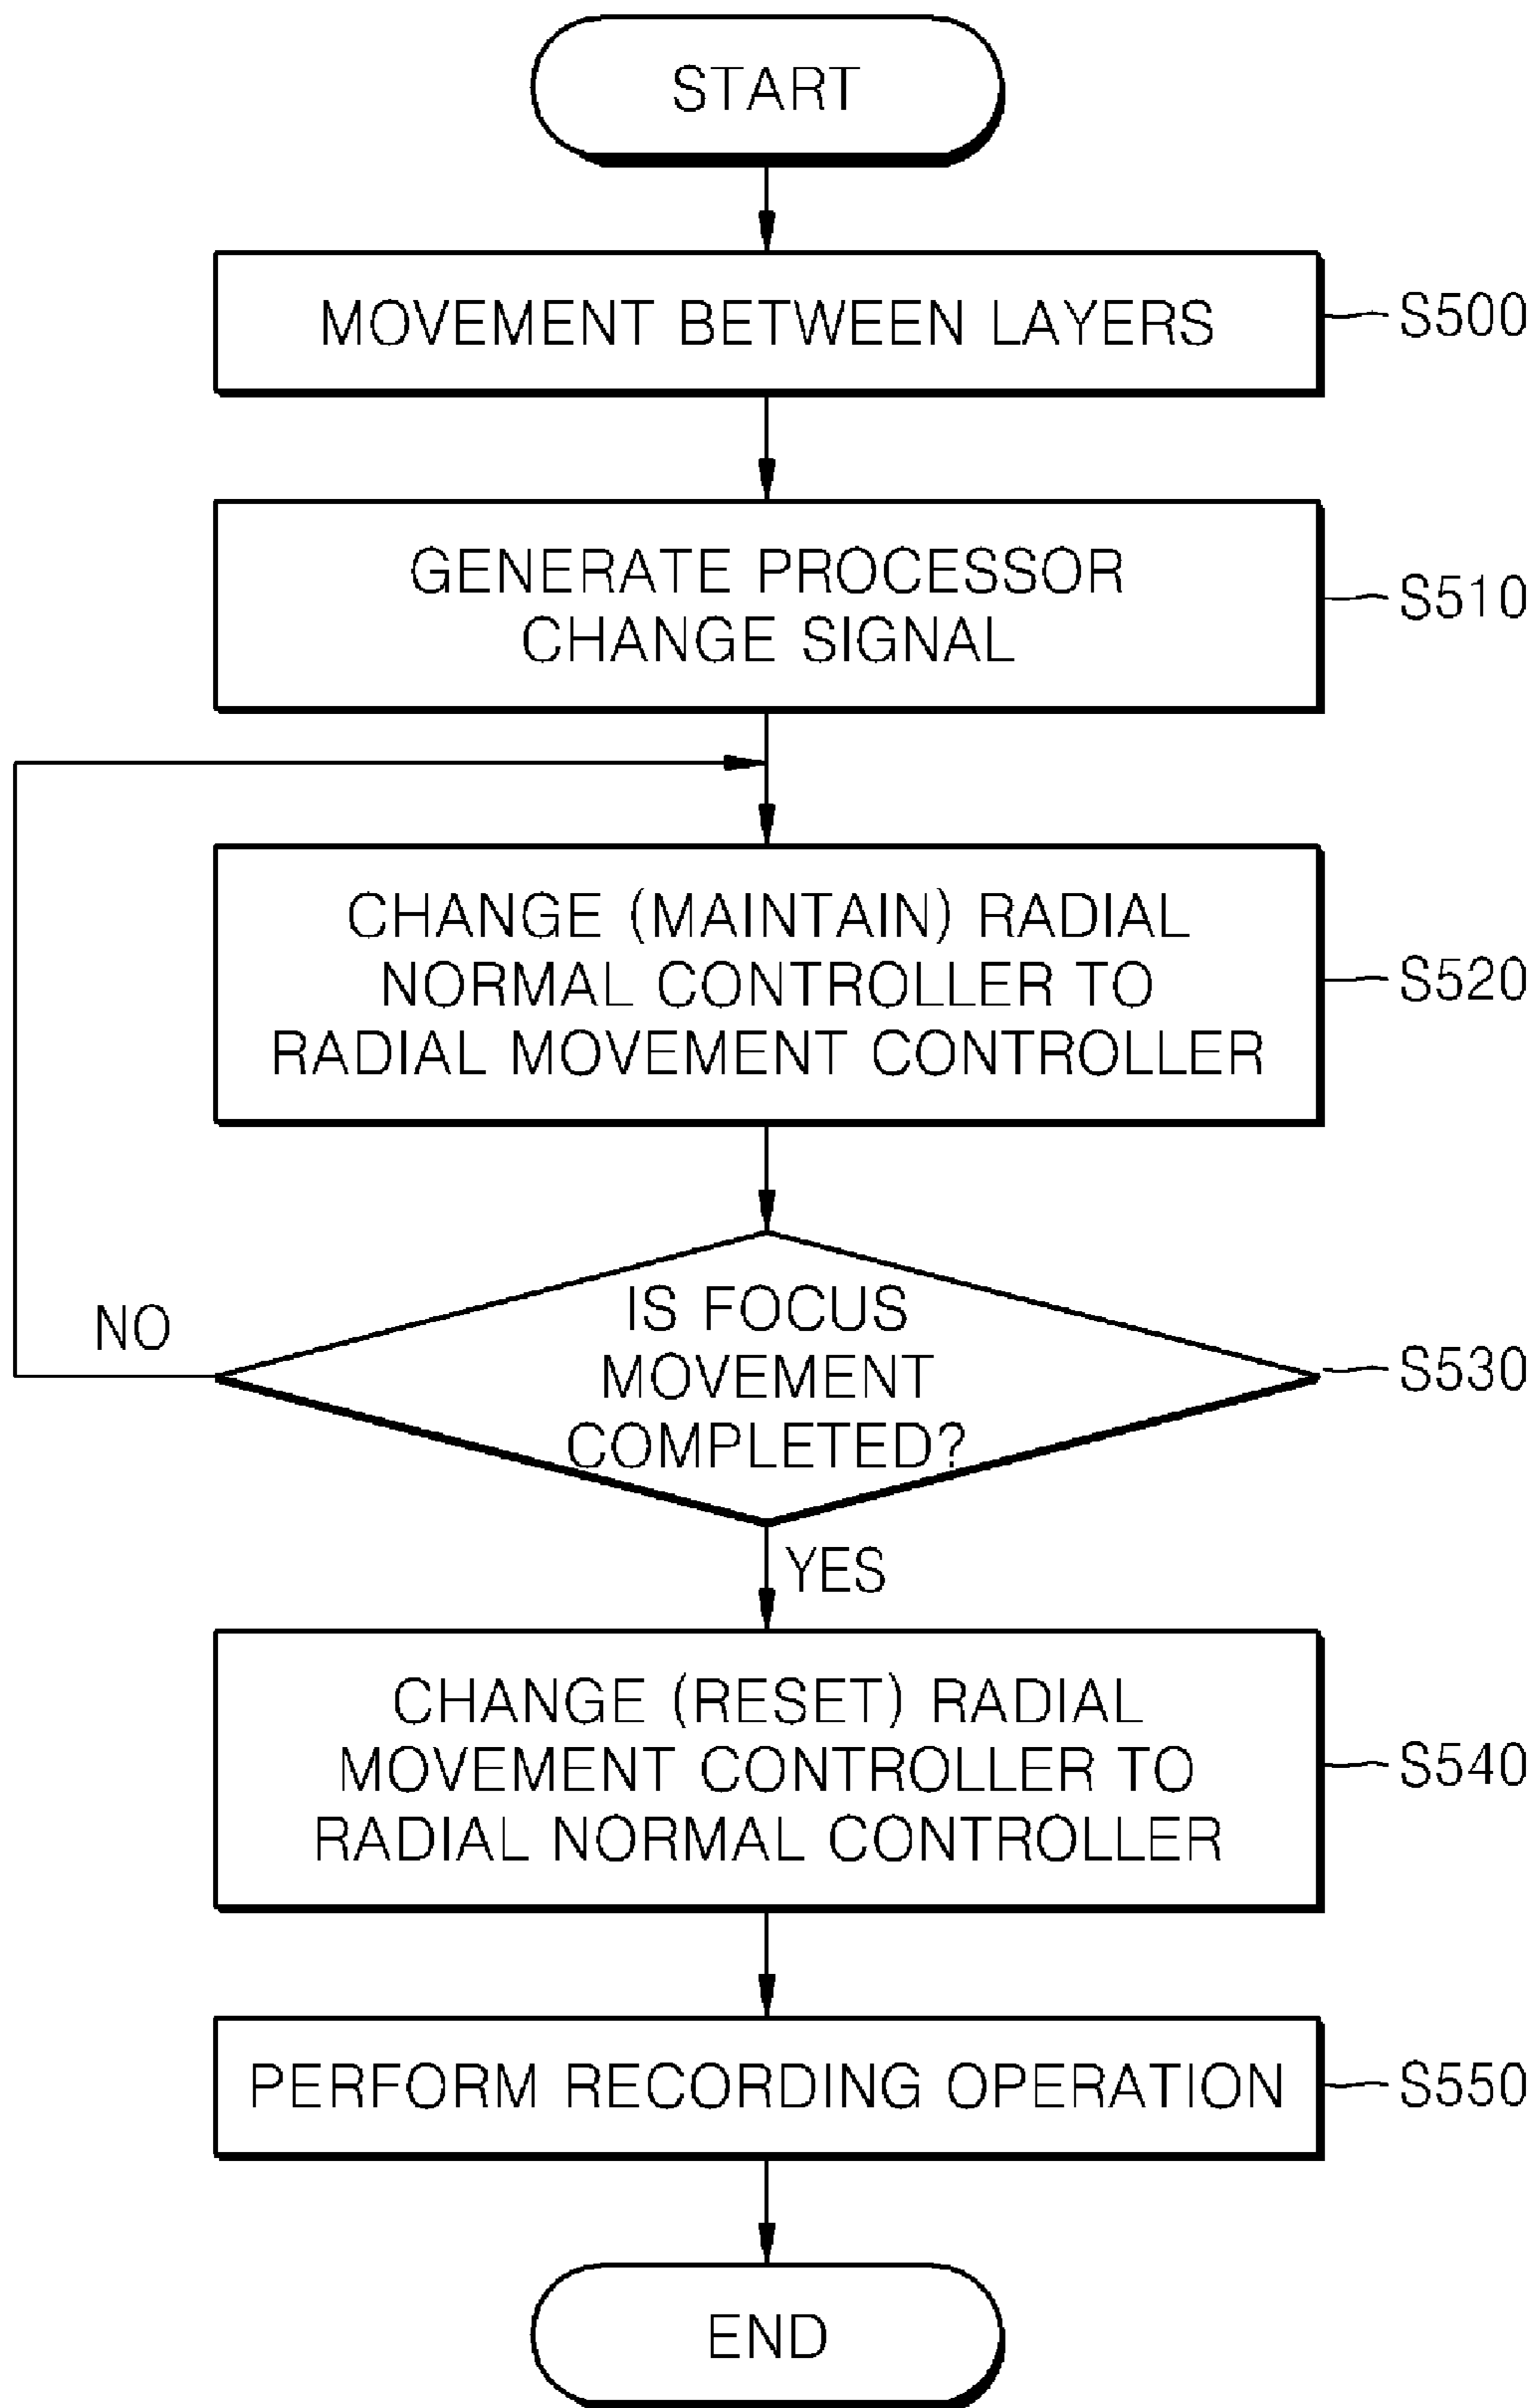 START
MOVEMENT BETWEEN LAYERS
S500
GENERATE PROCESSOR
CHANGE SIGNAL
S510
CHANGE (MAINTAIN) RADIAL
NORMAL CONTROLLER TO
RADIAL MOVEMENT CONTROLLER
S520
IS FOCUS
MOVEMENT
COMPLETED?
S530
NO
YES
CHANGE (RESET) RADIAL
MOVEMENT CONTROLLER TO
RADIAL NORMAL CONTROLLER
S540
PERFORM RECORDING OPERATION
S550
END